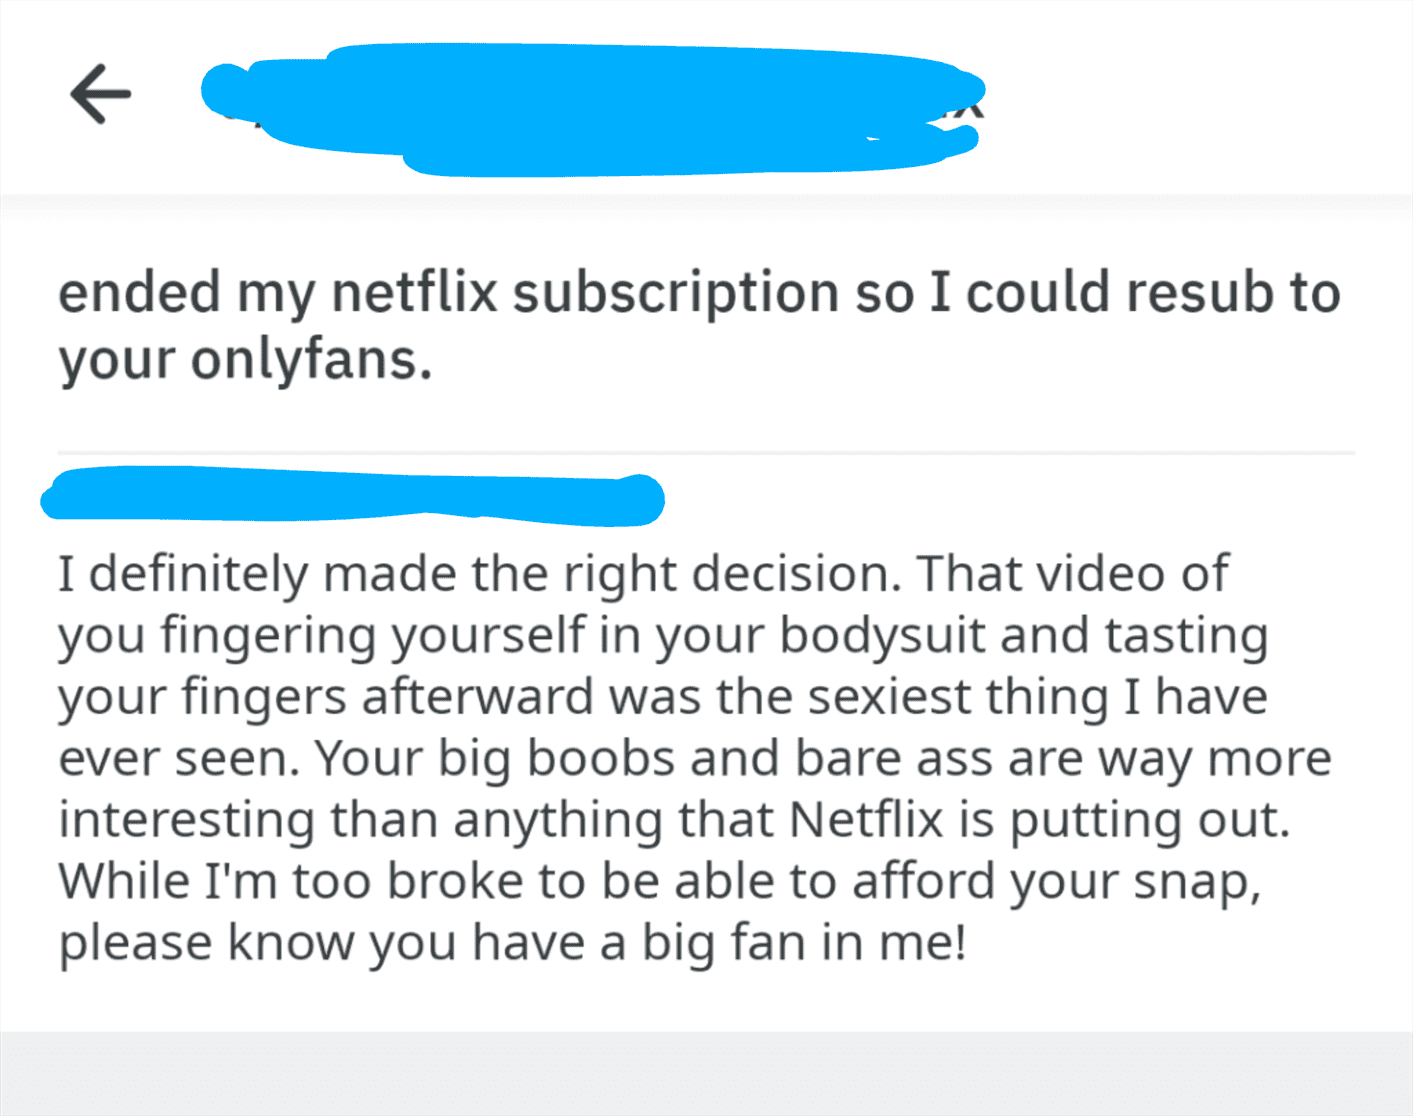 ended my netflix subscription so I could resub to
your onlyfans.
I definitely made the right decision. That video of
you fingering yourself in your bodysuit and tasting
your fingers afterward was the sexiest thing I have
ever seen. Your big boobs and bare ass are way more
interesting than anything that Netflix is putting out.
While I'm too broke to be able to afford your snap,
please know you have a big fan in me!